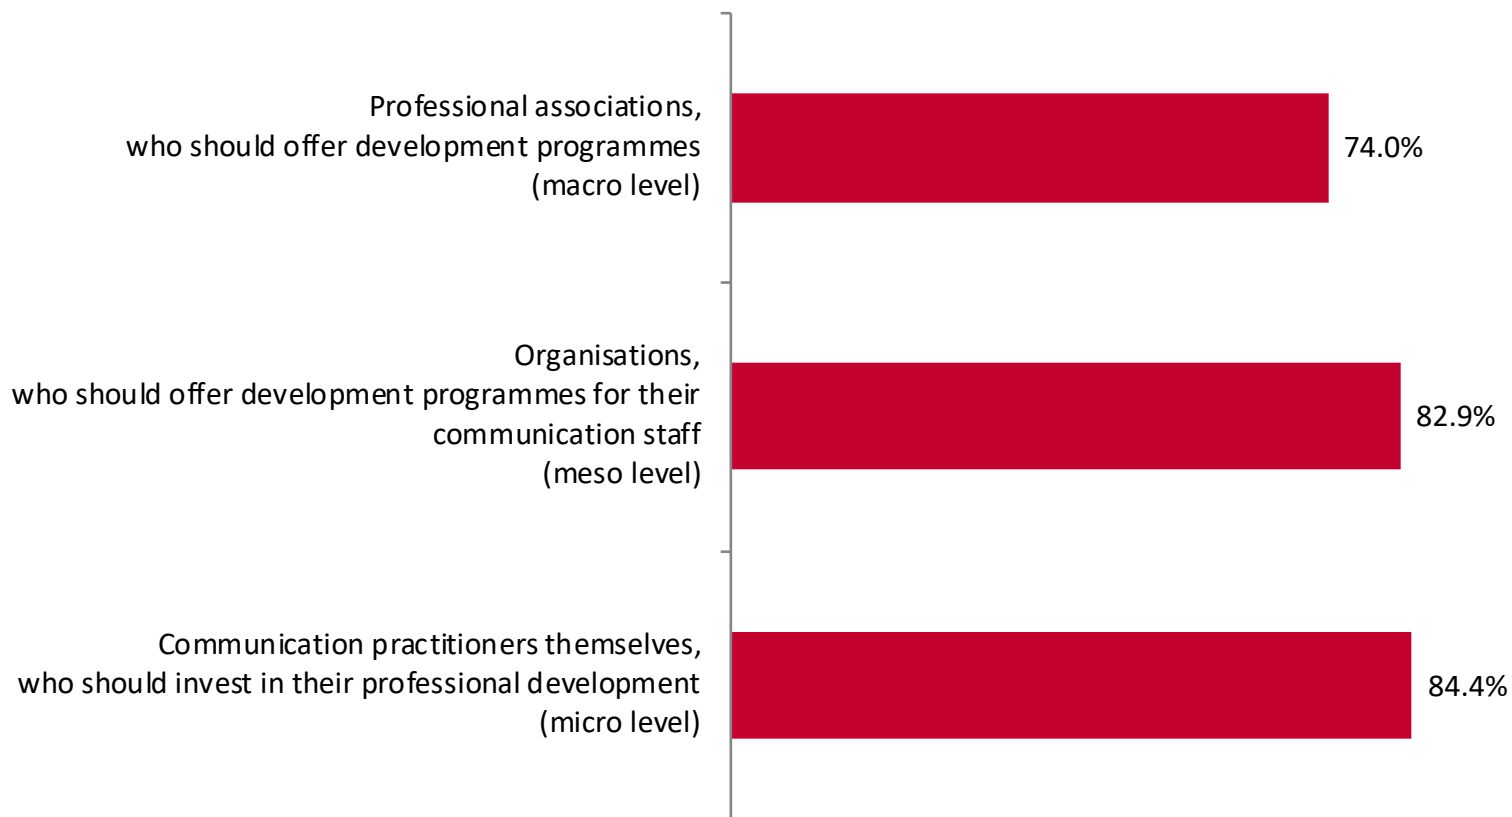 Professional associations,
who should offer development programmes
(macro level)
74.0%
Organisations,
who should offer development programmes for their
communication staff
(meso level)
82.9%
Communication practitioners themselves,
who should invest in their professional development
(micro level)
84.4%